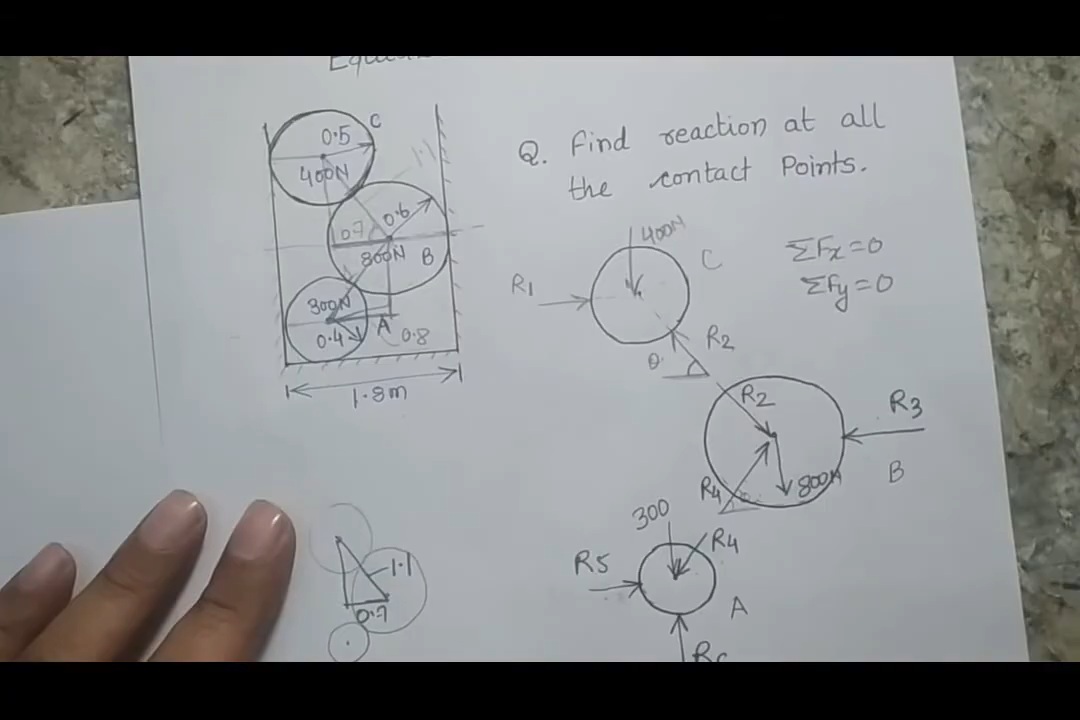 C
0.5
400N
1.1
0.6
0.7
800N B
300N
A
0.4
0.8
1.8m
Q. Find reaction at all
the contact Points.
400N
C
R1
R2
θ
ΣFx=0
ΣFy=0
R2
R3
R4
800N
B
300
R4
R5
A
1.1
0.7